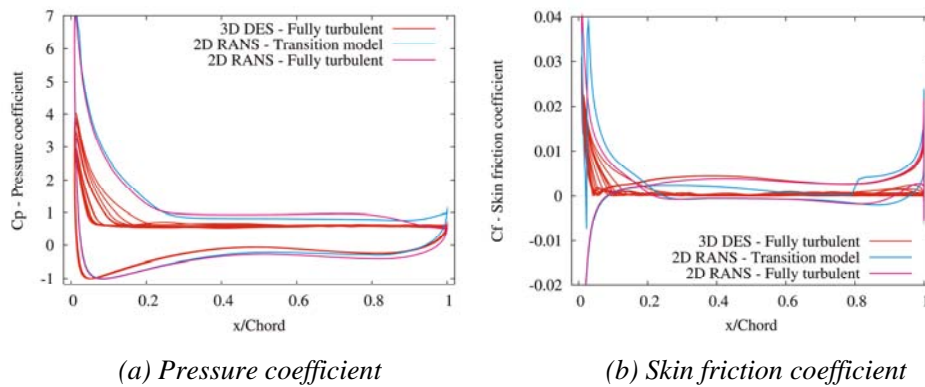 7
6
5
4
3
2
1
0
-1
Cp - Pressure coefficient
3D DES - Fully turbulent
2D RANS - Transition model
2D RANS - Fully turbulent
0 0.2 0.4 0.6 0.8 1
x/Chord
(a) Pressure coefficient
0.04
0.03
0.02
0.01
0
-0.01
-0.02
Cf - Skin friction coefficient
3D DES - Fully turbulent
2D RANS - Transition model
2D RANS - Fully turbulent
0 0.2 0.4 0.6 0.8 1
x/Chord
(b) Skin friction coefficient